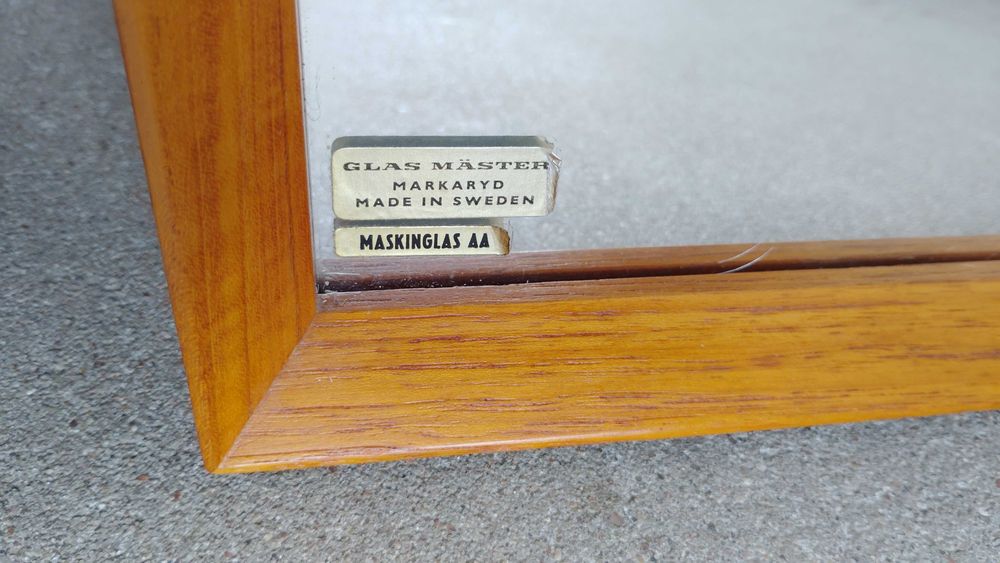 GLAS MÄSTER
MARKARYD
MADE IN SWEDEN
MASKINGLAS AA